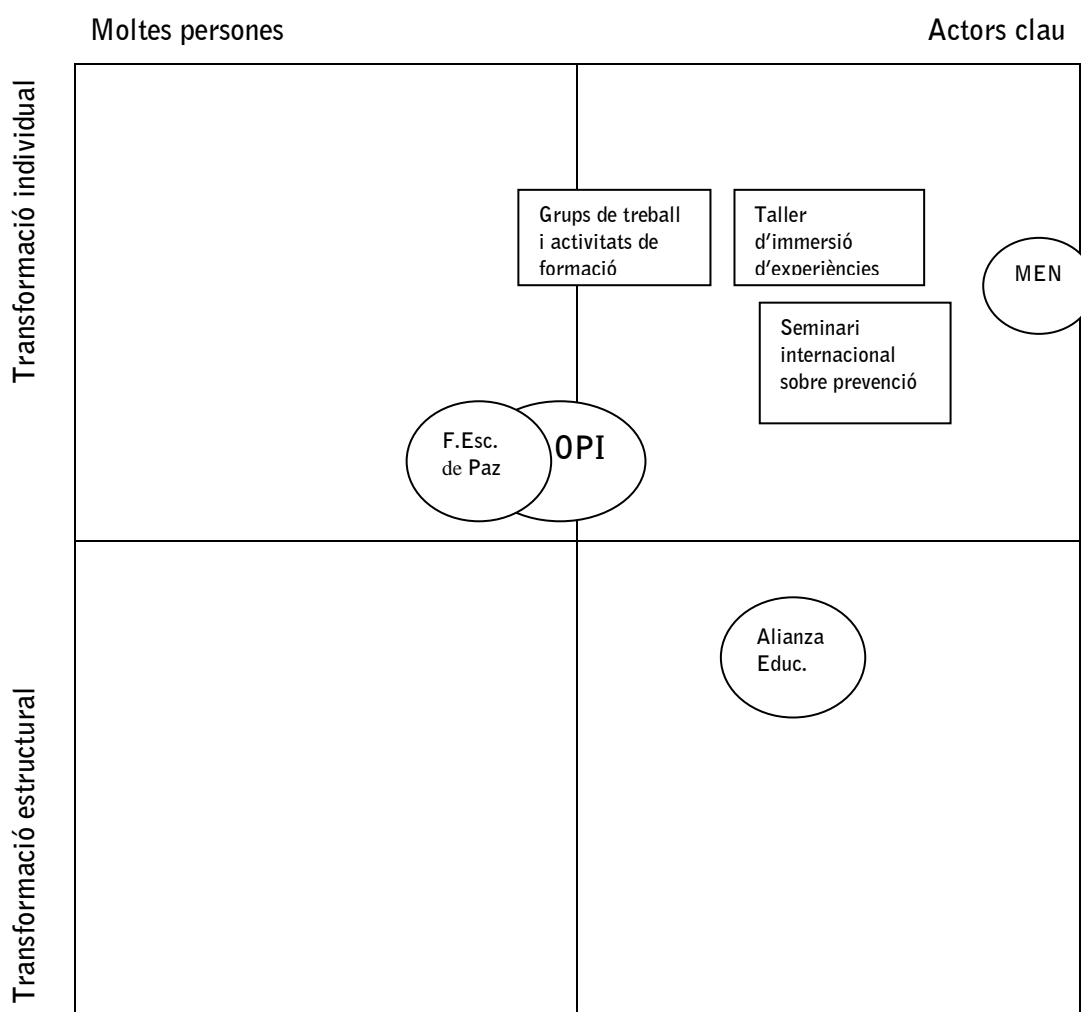 Moltes persones
Actors clau
Transformació individual
Grups de treball
i activitats de
formació
Taller
d'immersió
d'experiències
MEN
Seminari
internacional
sobre prevenció
F.Esc.
de Paz
OPI
Alianza
Educ.
Transformació estructural